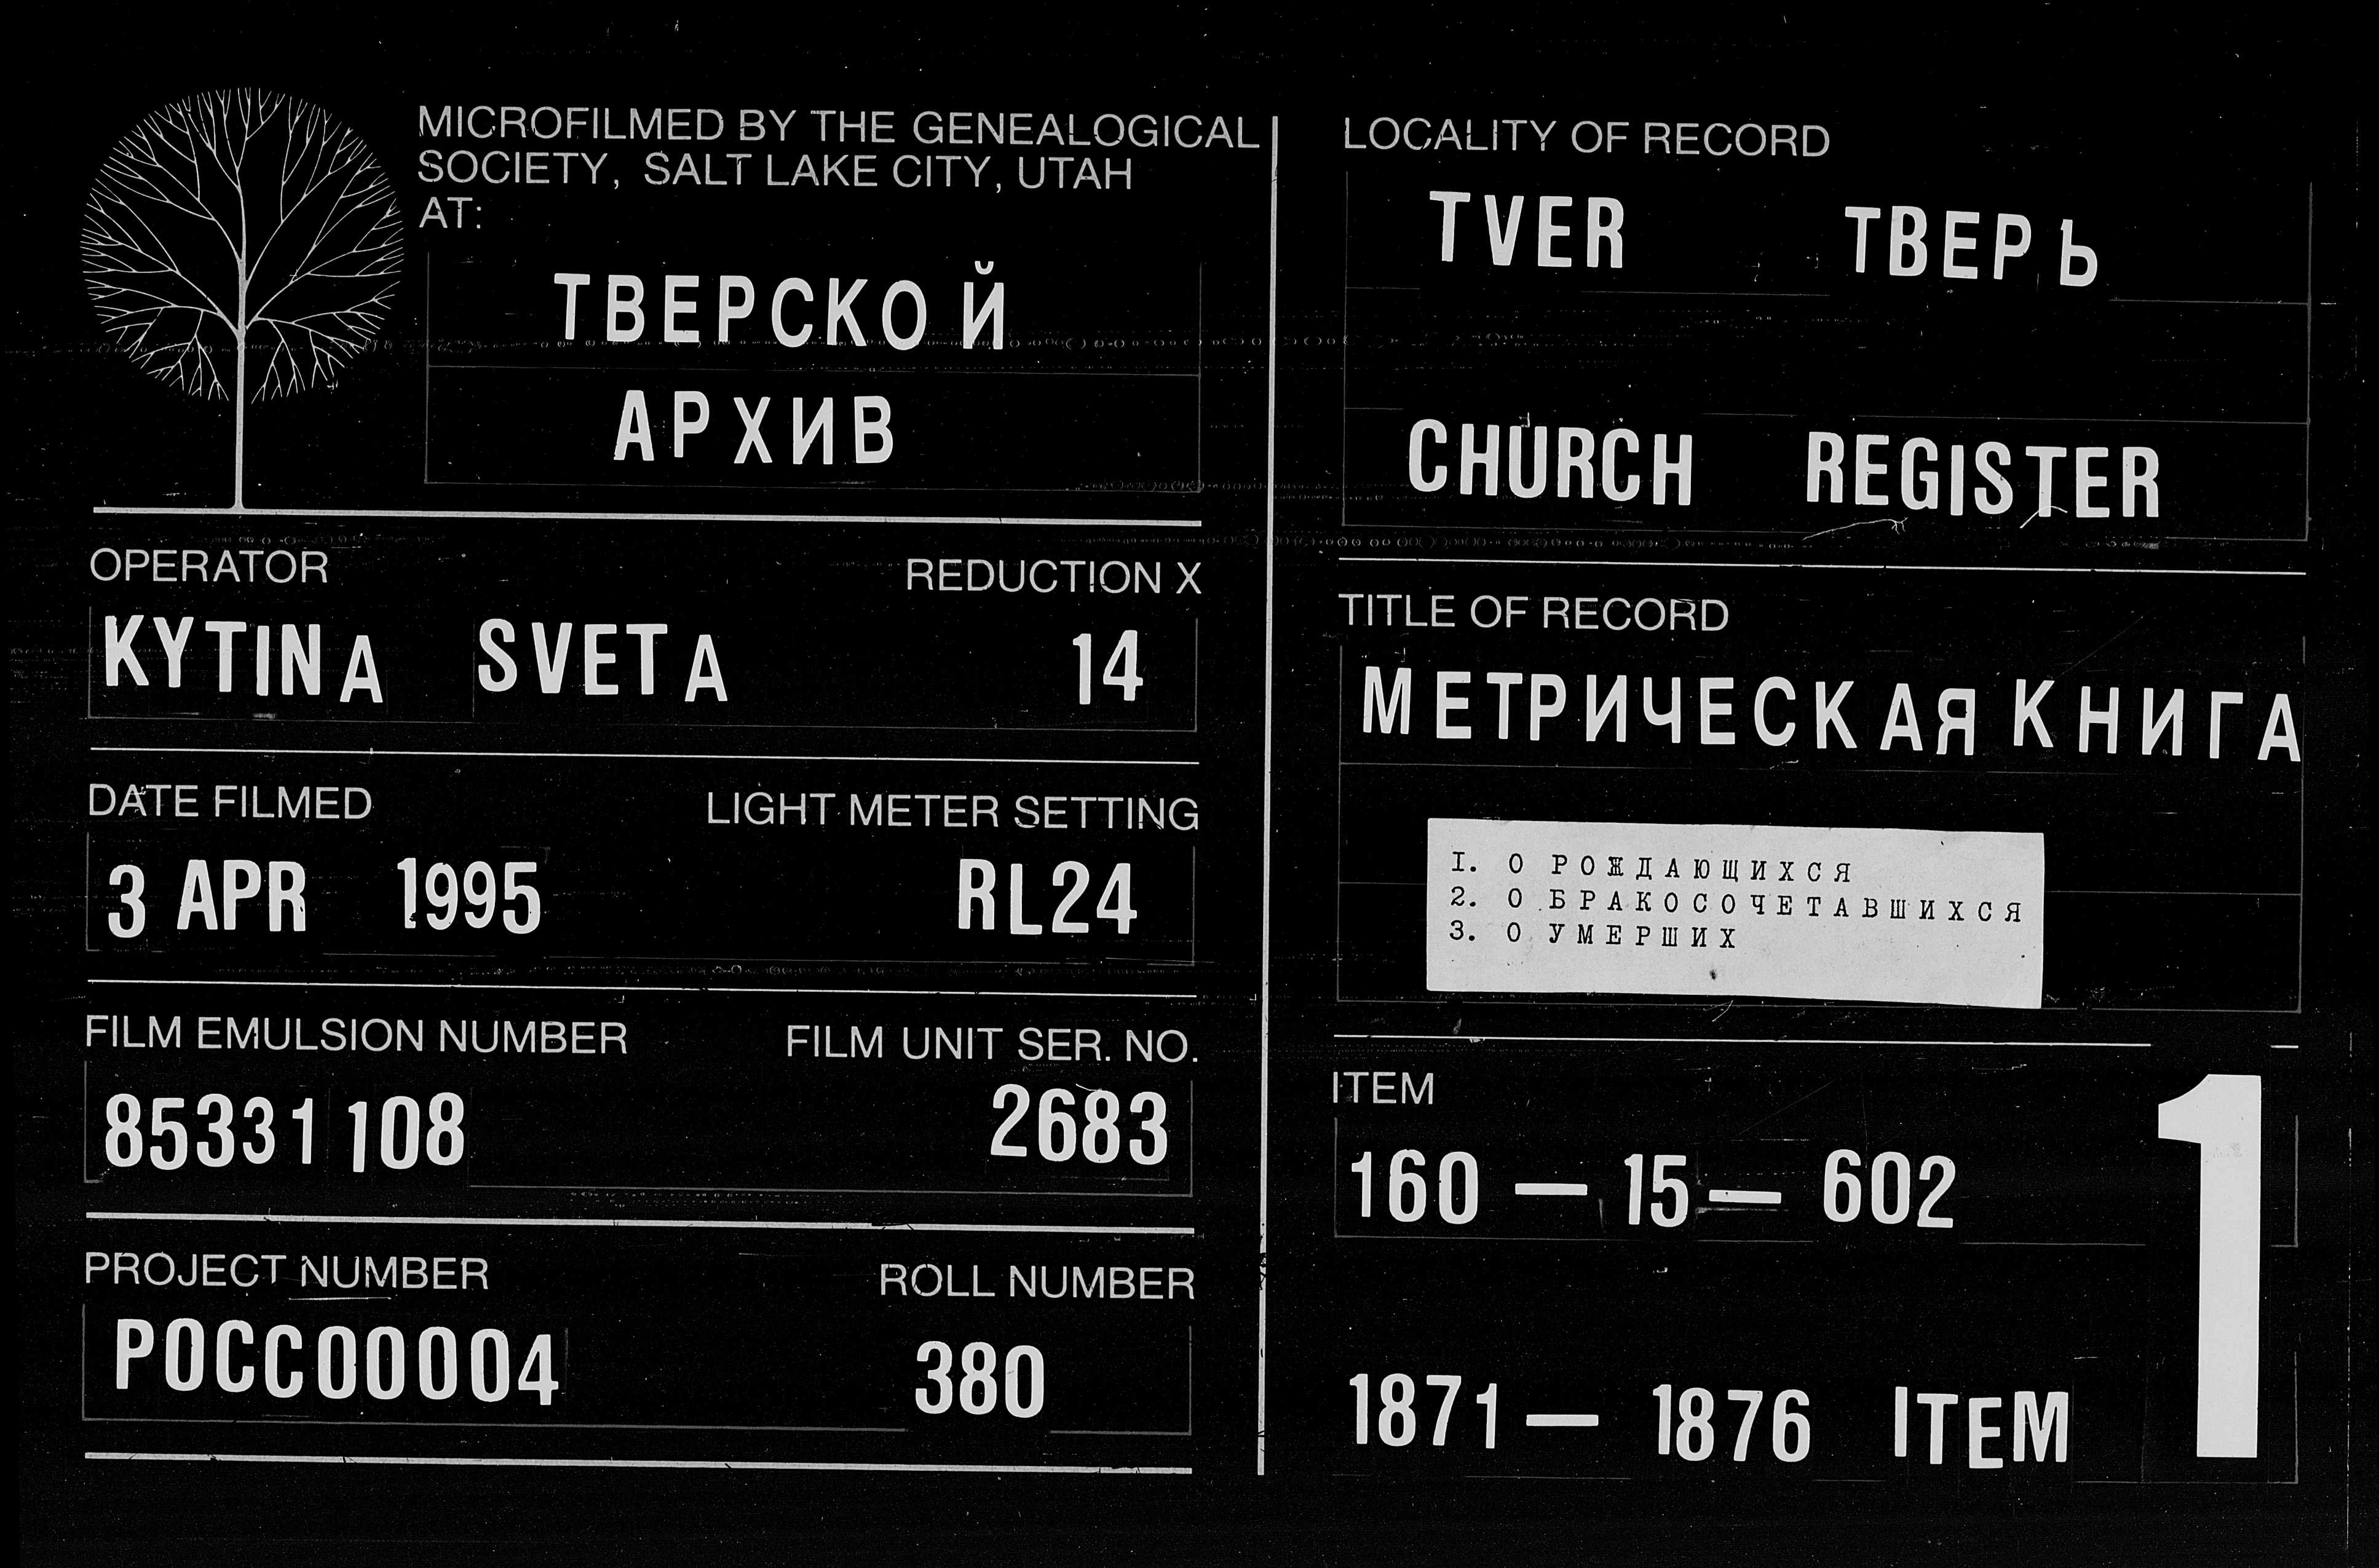 MICROFILMED BY THE GENEALOGICAL
SOCIETY, SALT LAKE CITY, UTAH
AT:
ТВЕРСКОЙ
АРХИВ
OPERATOR REDUCTION X
KYTINA SVETA 14
DATE FILMED LIGHT METER SETTING
3 APR 1995 RL24
FILM EMULSION NUMBER FILM UNIT SER. NO.
85331108 2683
PROJECT NUMBER ROLL NUMBER
РОСС00004 380
LOCALITY OF RECORD
TVER ТВЕРЬ
CHURCH REGISTER
TITLE OF RECORD
МЕТРИЧЕСКАЯ КНИГА
I. О РОЖДАЮЩИХСЯ
2. О БРАКОСОЧЕТАВШИХСЯ
3. О УМЕРШИХ
ITEM
160 — 15 — 602
1871 — 1876 ITEM 1